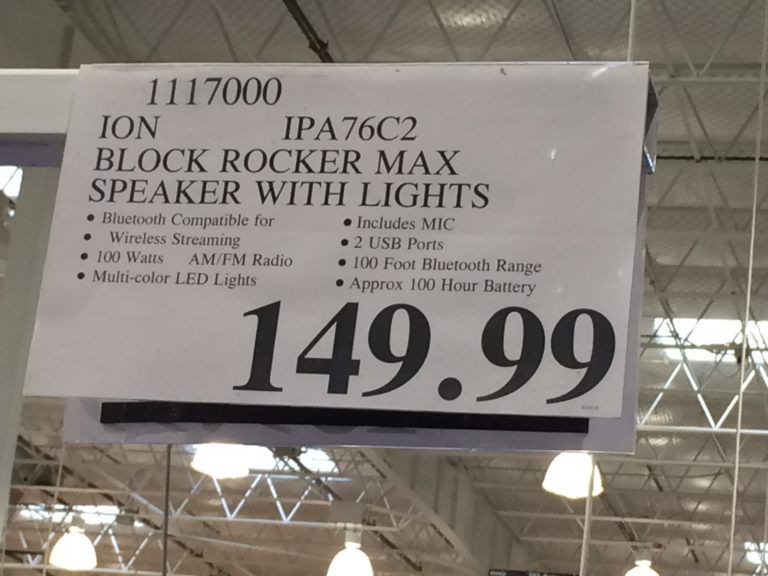 1117000
ION IPA76C2
BLOCK ROCKER MAX
SPEAKER WITH LIGHTS
• Bluetooth Compatible for
• Wireless Streaming
• 100 Watts AM/FM Radio
• Multi-color LED Lights
• Includes MIC
• 2 USB Ports
• 100 Foot Bluetooth Range
• Approx 100 Hour Battery
149.99